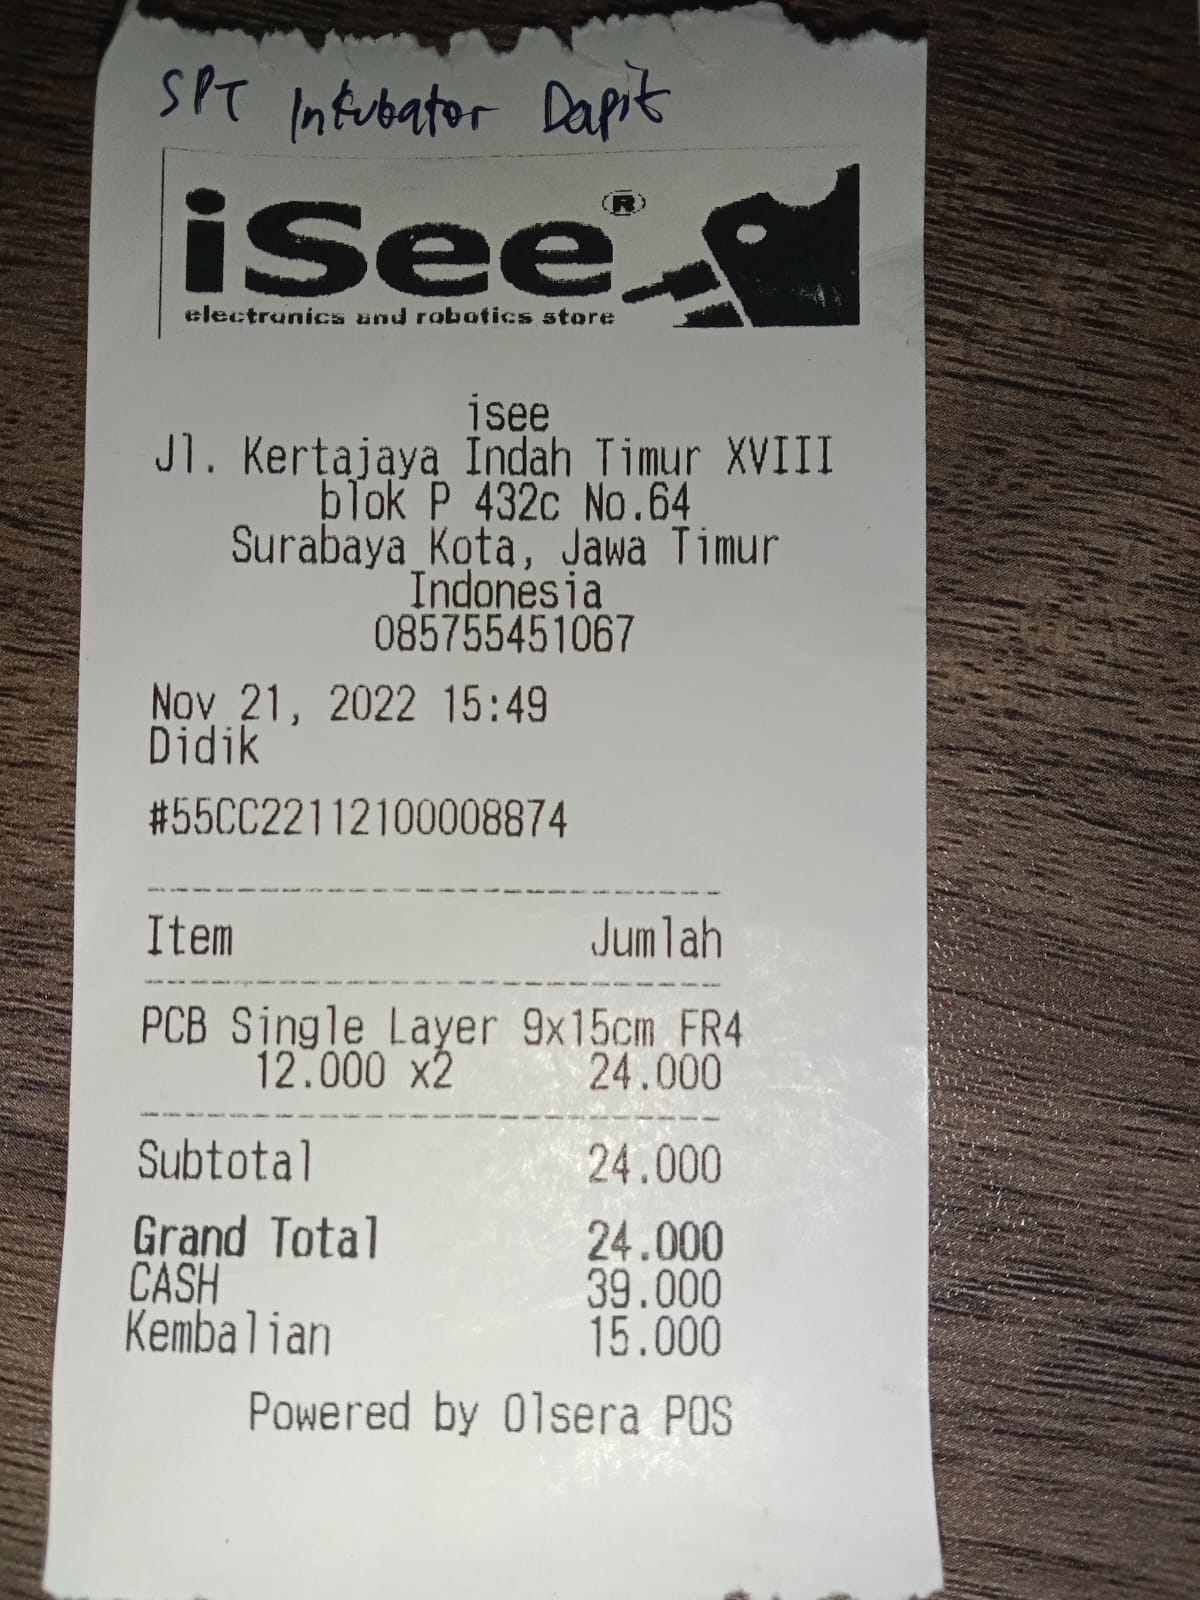 SPT Inkubator Dapit
iSee®
electronics and robotics store
isee
Jl. Kertajaya Indah Timur XVIII
blok P 432c No.64
Surabaya Kota, Jawa Timur
Indonesia
085755451067
Nov 21, 2022 15:49
Didik
#55CC22112100008874
Item Jumlah
PCB Single Layer 9x15cm FR4
12.000 x2 24.000
Subtotal 24.000
Grand Total 24.000
CASH 39.000
Kembalian 15.000
Powered by Olsera POS